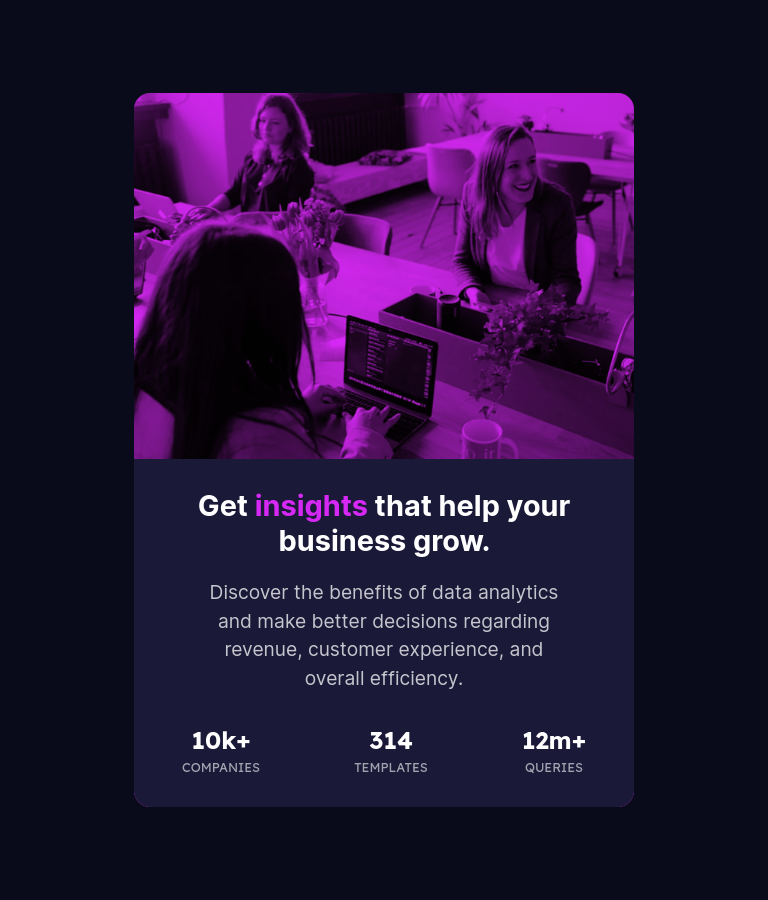 Get insights that help your
business grow.
Discover the benefits of data analytics
and make better decisions regarding
revenue, customer experience, and
overall efficiency.
10k+ 314 12m+
COMPANIES TEMPLATES QUERIES